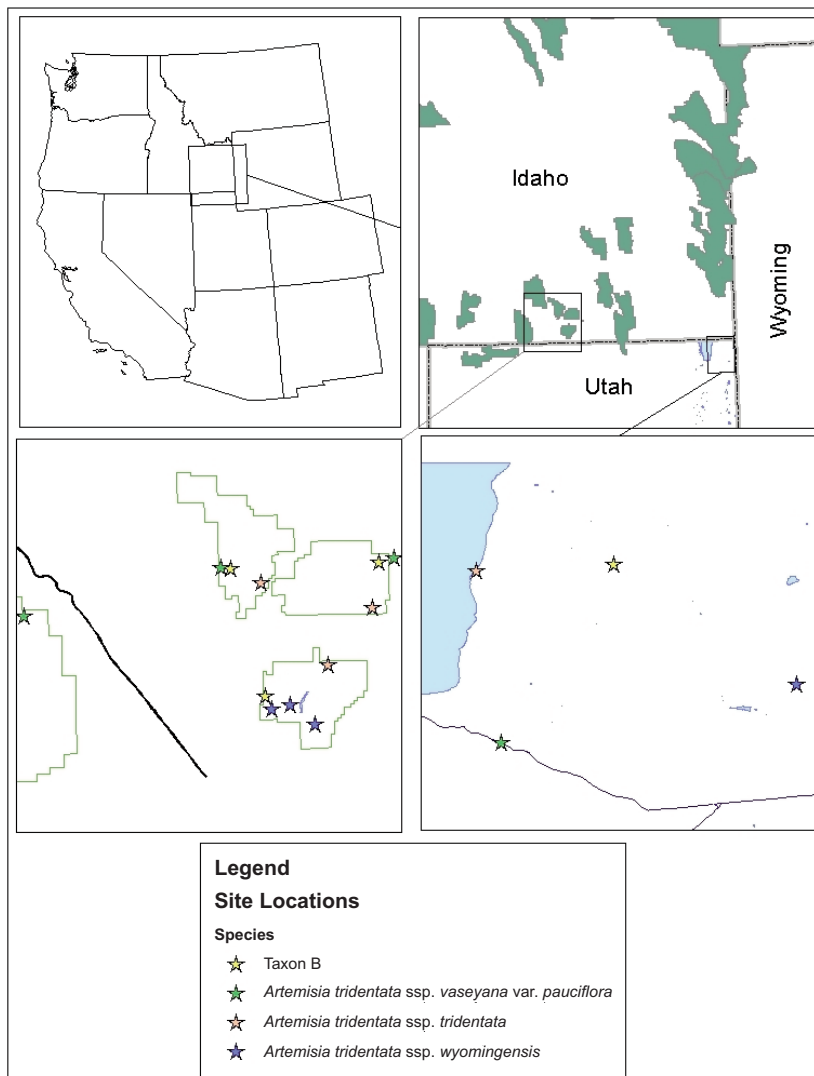 Idaho
Wyoming
Utah
Legend
Site Locations
Species
Taxon B
Artemisia tridentata ssp. vaseyana var. pauciflora
Artemisia tridentata ssp. tridentata
Artemisia tridentata ssp. wyomingensis